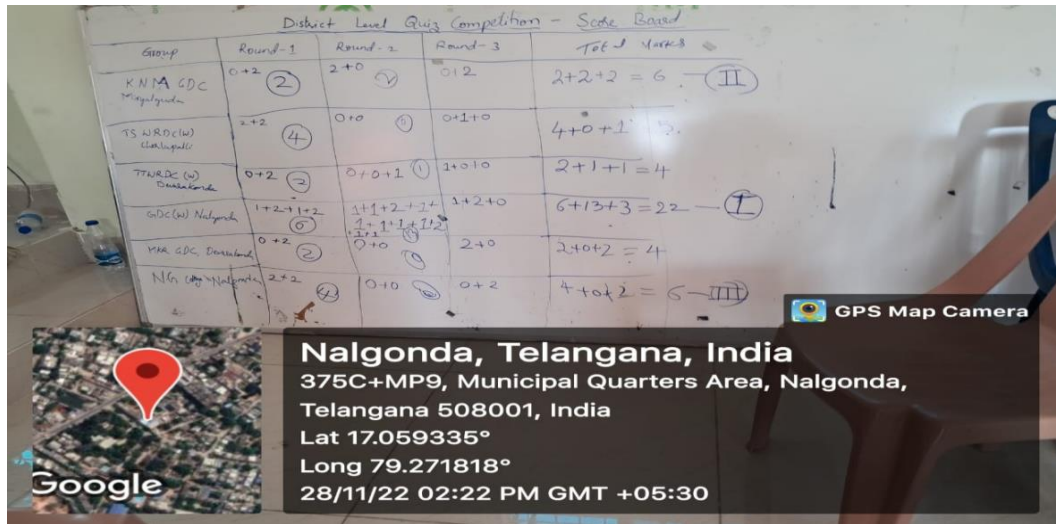 District Level Quiz Competition - Score Board
Group Round-1 Round-2 Round-3 Total Marks
KNM GDC 0+2 2 2+0 2 0+2 2+2+2 = 6 - II
TSWRDC(W) 2+2 4 0+0 0 0+1+0 4+0+1 5
TTWRDC (W) 0+2 2 0+0+1 1 1+0+0 2+1+1=4
Devarakonda
GDC(W) Nalgonda 1+2+1+2 6 1+1+2+1+ 1+2+0 6+13+3=22 - I
1+1+1+1+2
MKR GDC, Devarakonda 0+2 2 0+0 0 2+0 2+0+2=4
NG Nalgonda 2+2 4 0+0 0 0+2 4+0+2 = 6 - III
GPS Map Camera
Nalgonda, Telangana, India
375C+MP9, Municipal Quarters Area, Nalgonda,
Telangana 508001, India
Lat 17.059335°
Long 79.271818°
28/11/22 02:22 PM GMT +05:30
Google